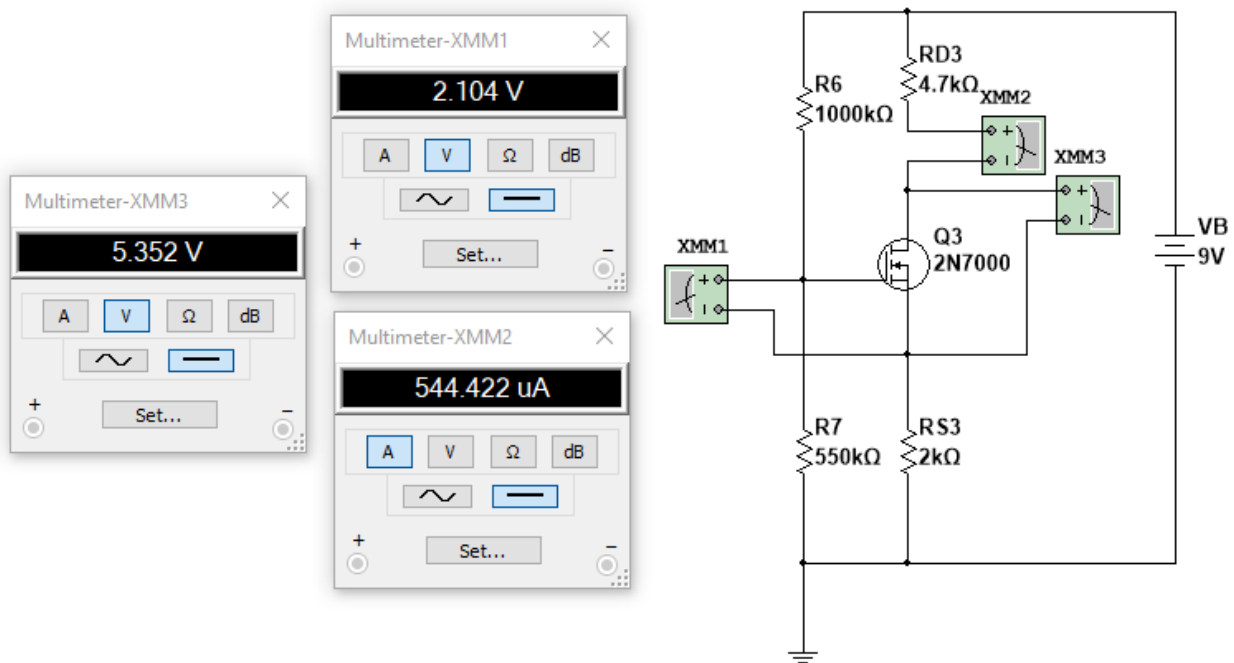 Multimeter-XMM1
2.104 V
A V Ω dB
+ −
Set...
Multimeter-XMM3
5.352 V
A V Ω dB
+ −
Set...
Multimeter-XMM2
544.422 uA
A V Ω dB
+ −
Set...
R6
1000kΩ
RD3
4.7kΩ
XMM2
XMM3
XMM1
Q3
2N7000
VB
9V
R7
550kΩ
RS3
2kΩ